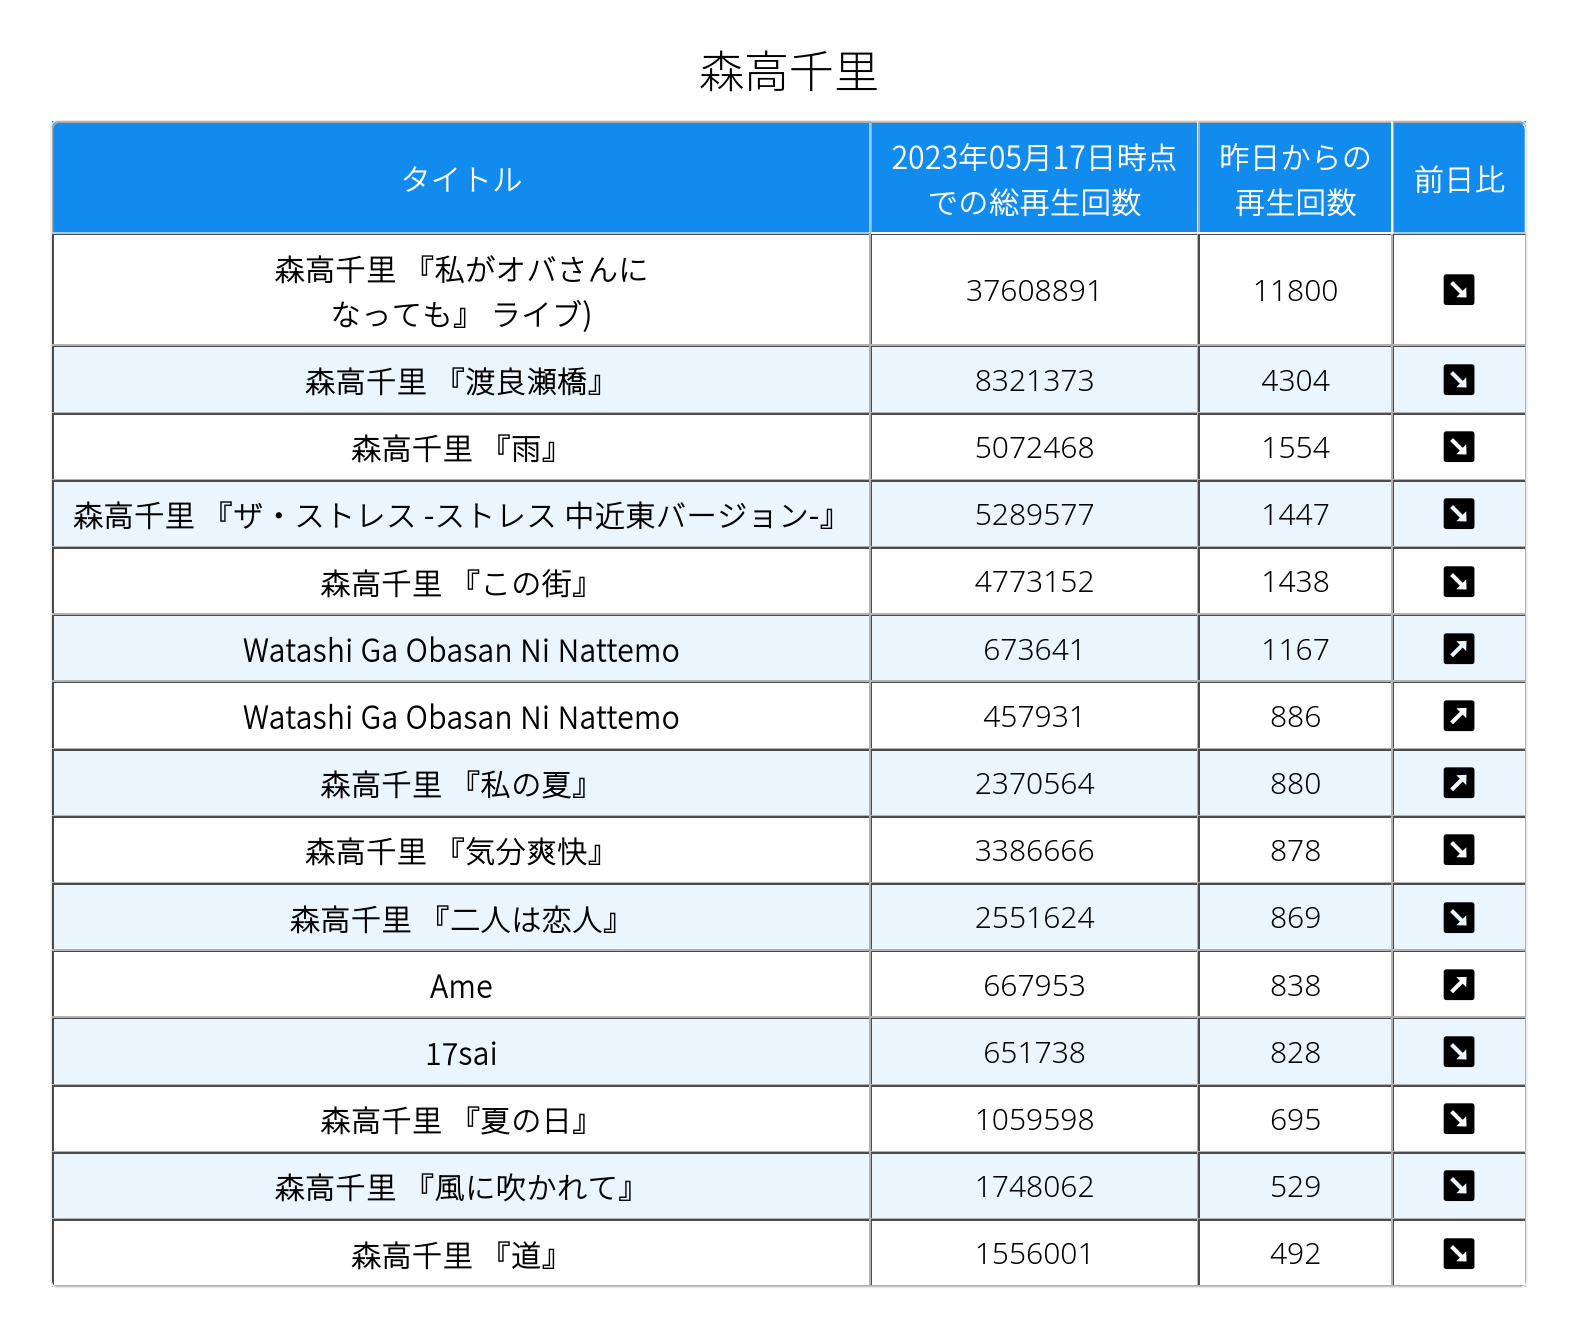 森高千里
タイトル
2023年05月17日時点
での総再生回数
昨日からの
再生回数
前日比
森高千里 『私がオバさんに
なっても』 ライブ)
37608891
11800
森高千里 『渡良瀬橋』
8321373
4304
森高千里 『雨』
5072468
1554
森高千里 『ザ・ストレス -ストレス 中近東バージョン-』
5289577
1447
森高千里 『この街』
4773152
1438
Watashi Ga Obasan Ni Nattemo
673641
1167
Watashi Ga Obasan Ni Nattemo
457931
886
森高千里 『私の夏』
2370564
880
森高千里 『気分爽快』
3386666
878
森高千里 『二人は恋人』
2551624
869
Ame
667953
838
17sai
651738
828
森高千里 『夏の日』
1059598
695
森高千里 『風に吹かれて』
1748062
529
森高千里 『道』
1556001
492